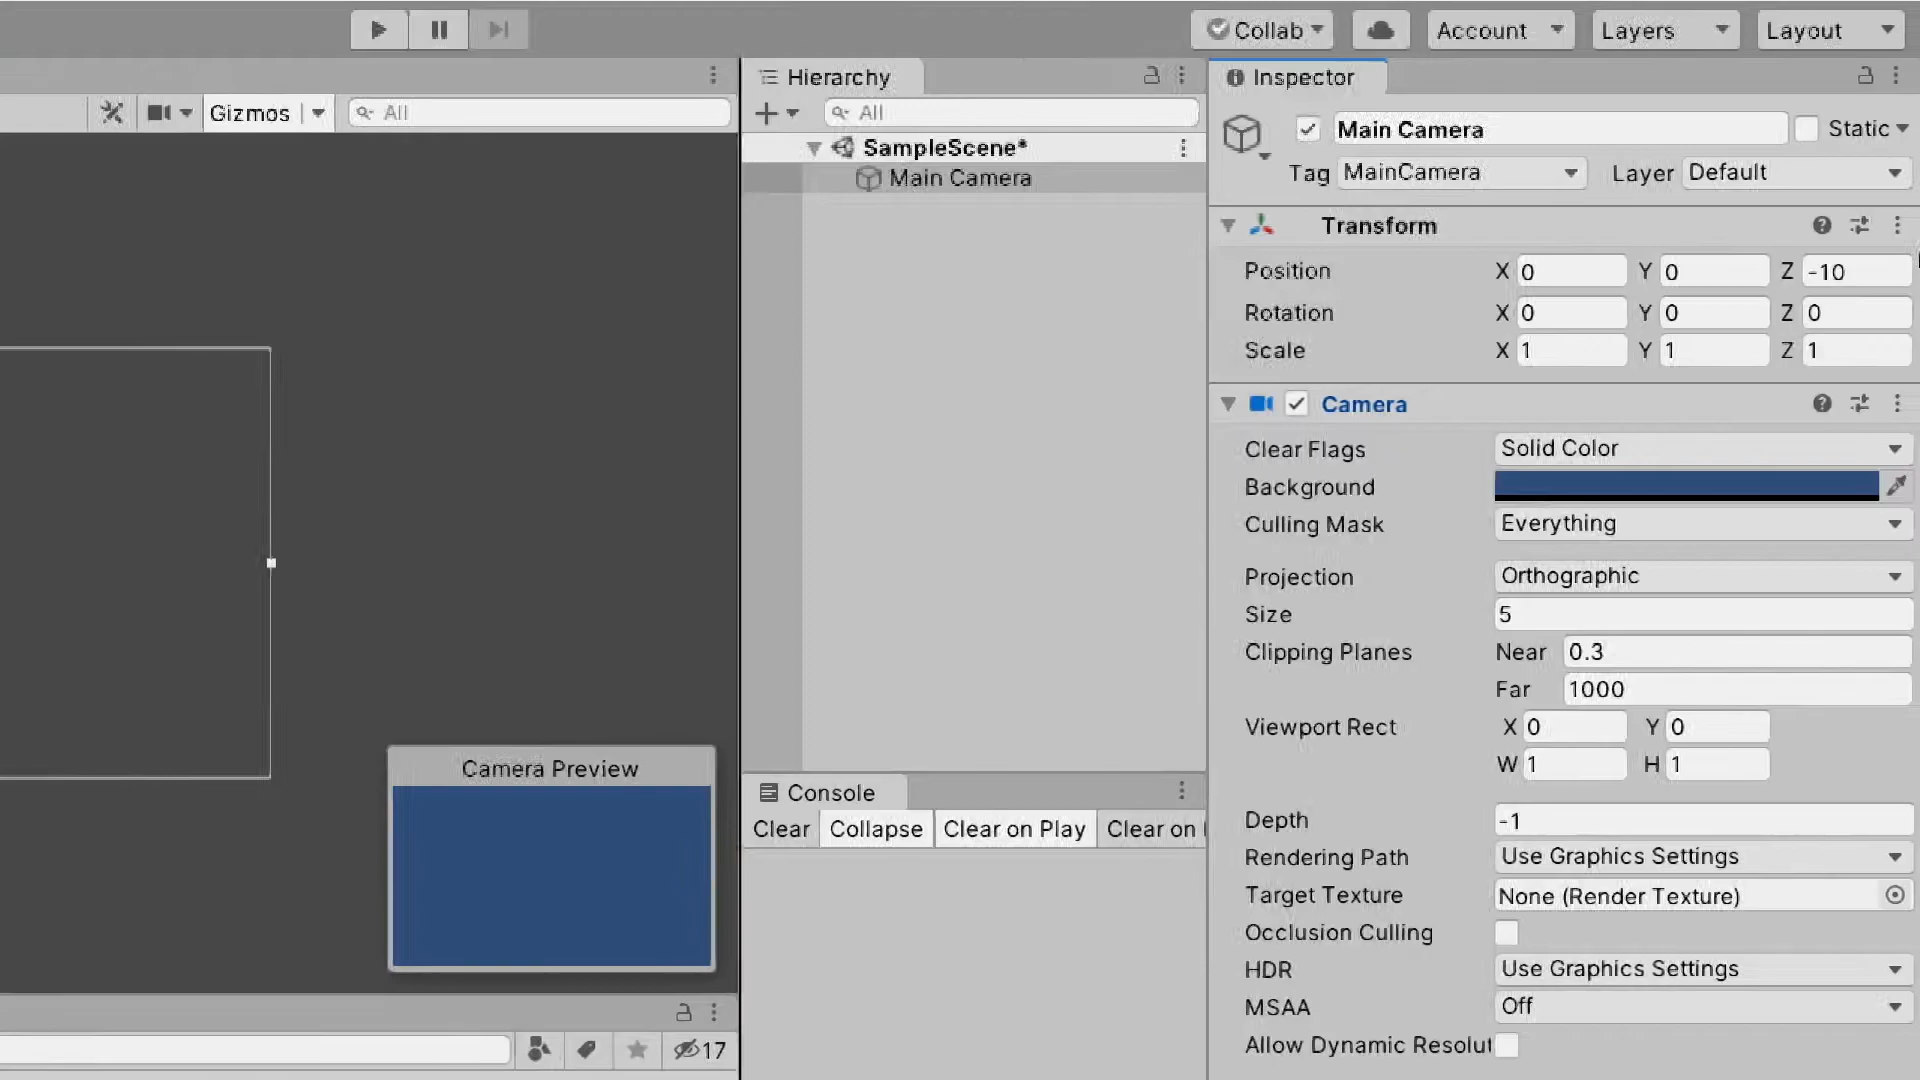 Collab
Account
Layers
Layout
Hierarchy
Inspector
Gizmos
All
All
Main Camera
Static
SampleScene*
Main Camera
Tag
MainCamera
Layer
Default
Transform
Position X 0 Y 0 Z -10
Rotation X 0 Y 0 Z 0
Scale X 1 Y 1 Z 1
Camera
Clear Flags Solid Color
Background
Culling Mask Everything
Projection Orthographic
Size 5
Clipping Planes Near 0.3
Far 1000
Viewport Rect X 0 Y 0
W 1 H 1
Camera Preview
Console
Clear Collapse Clear on Play Clear on
Depth -1
Rendering Path Use Graphics Settings
Target Texture None (Render Texture)
Occlusion Culling
HDR Use Graphics Settings
MSAA Off
Allow Dynamic Resolut
17